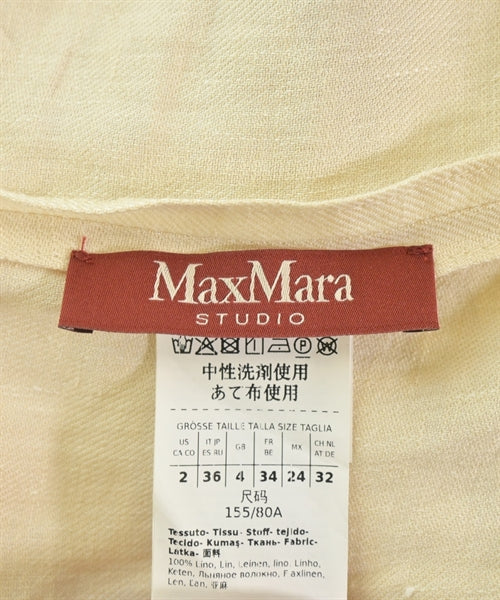 MaxMara
STUDIO
中性洗剤使用
あて布使用
GRÖSSE TAILLE TALLA SIZE TAGLIA
US CA CO | IT JP ES RU | GB | FR BE | MX | CH NL AT DE
2 | 36 | 4 | 34 | 24 | 32
尺码
155/80A
Tessuto- Tissu- Stoff- tejido-
Tecido- Kumaş- Ткань- Fabric-
Latka- 面料
100% Lino, Lin, Leinen, lino, Linho,
Keten, Льняное волокно, Flaxlinen,
Len, Lan, 亚麻